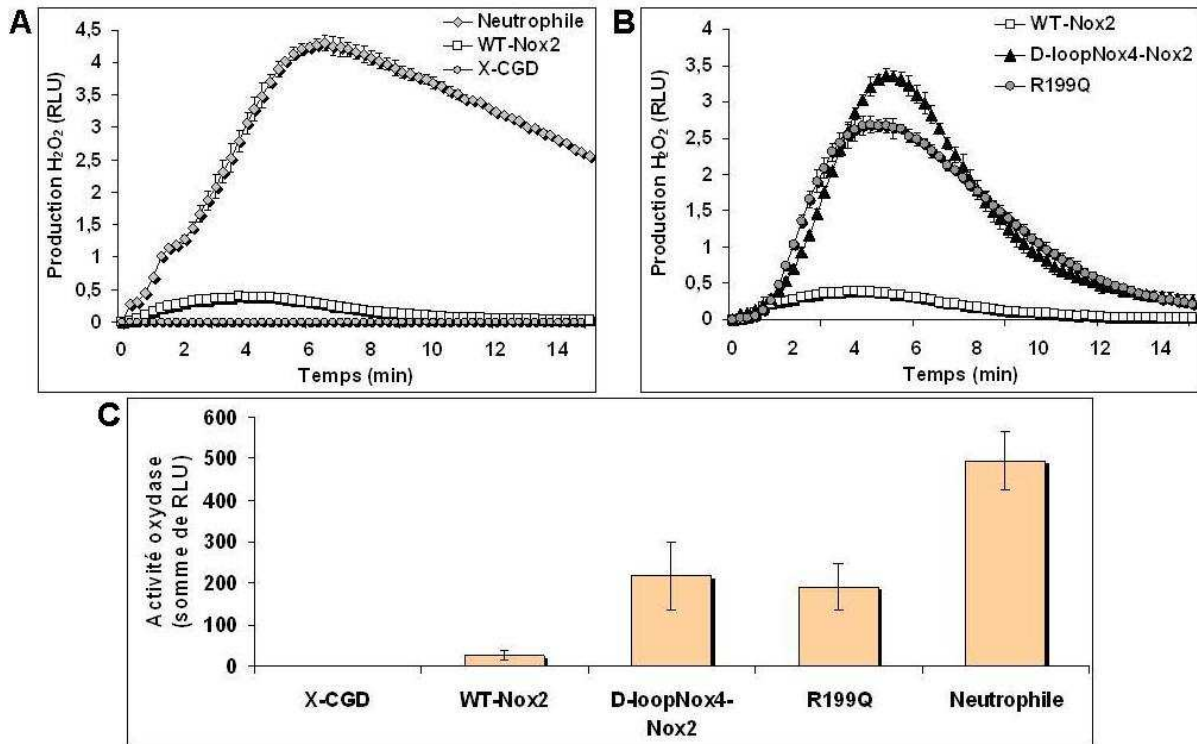 A
Production H₂O₂ (RLU)
4,5
4
3,5
3
2,5
2
1,5
1
0,5
0
0 2 4 6 8 10 12 14
Temps (min)
Neutrophile
WT-Nox2
X-CGD
B
Production H₂O₂ (RLU)
4
3,5
3
2,5
2
1,5
1
0,5
0
0 2 4 6 8 10 12 14
Temps (min)
WT-Nox2
D-loopNox4-Nox2
R199Q
C
Activité oxydase
(somme de RLU)
600
500
400
300
200
100
0
X-CGD WT-Nox2 D-loopNox4- R199Q Neutrophile
Nox2